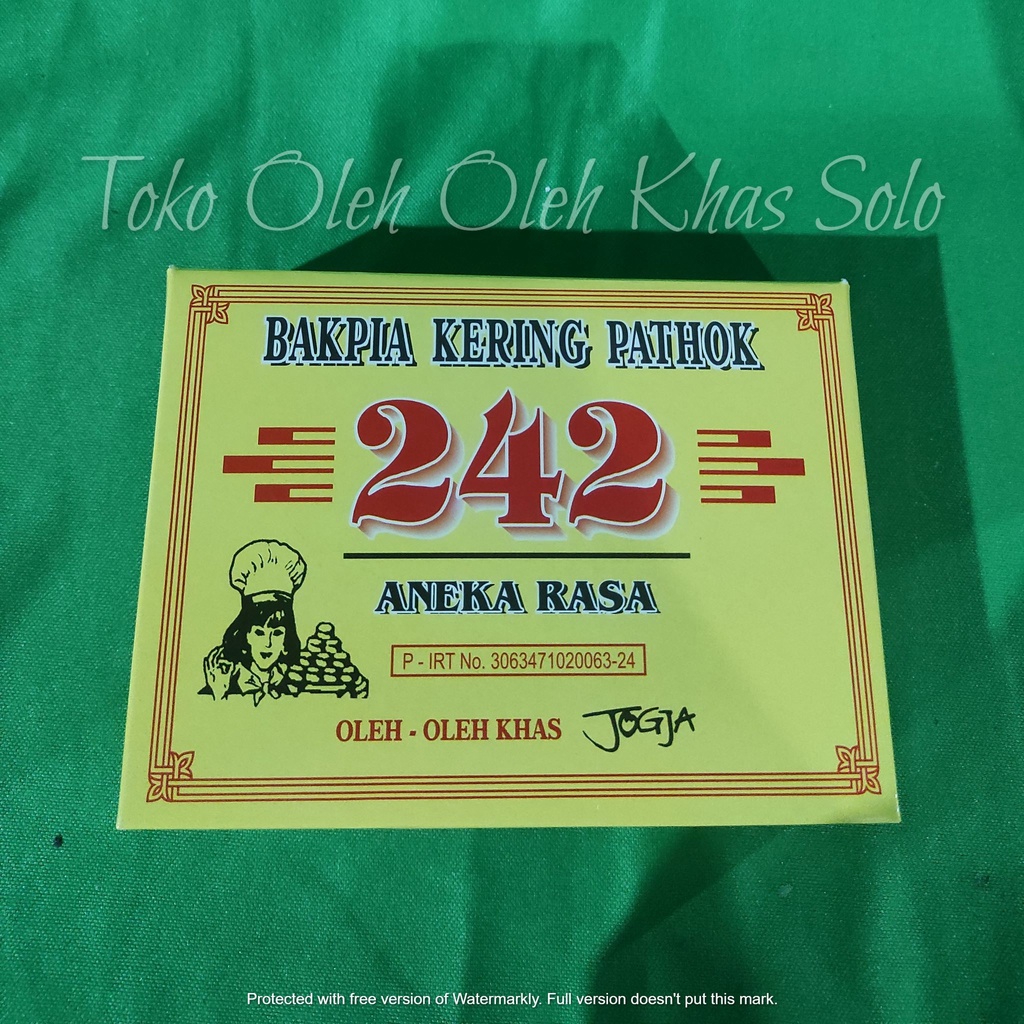 Toko Oleh Oleh Khas Solo
BAKPIA KERING PATHOK
242
ANEKA RASA
P - IRT No. 3063471020063-24
OLEH - OLEH KHAS JOGJA
Protected with free version of Watermarkly. Full version doesn't put this mark.